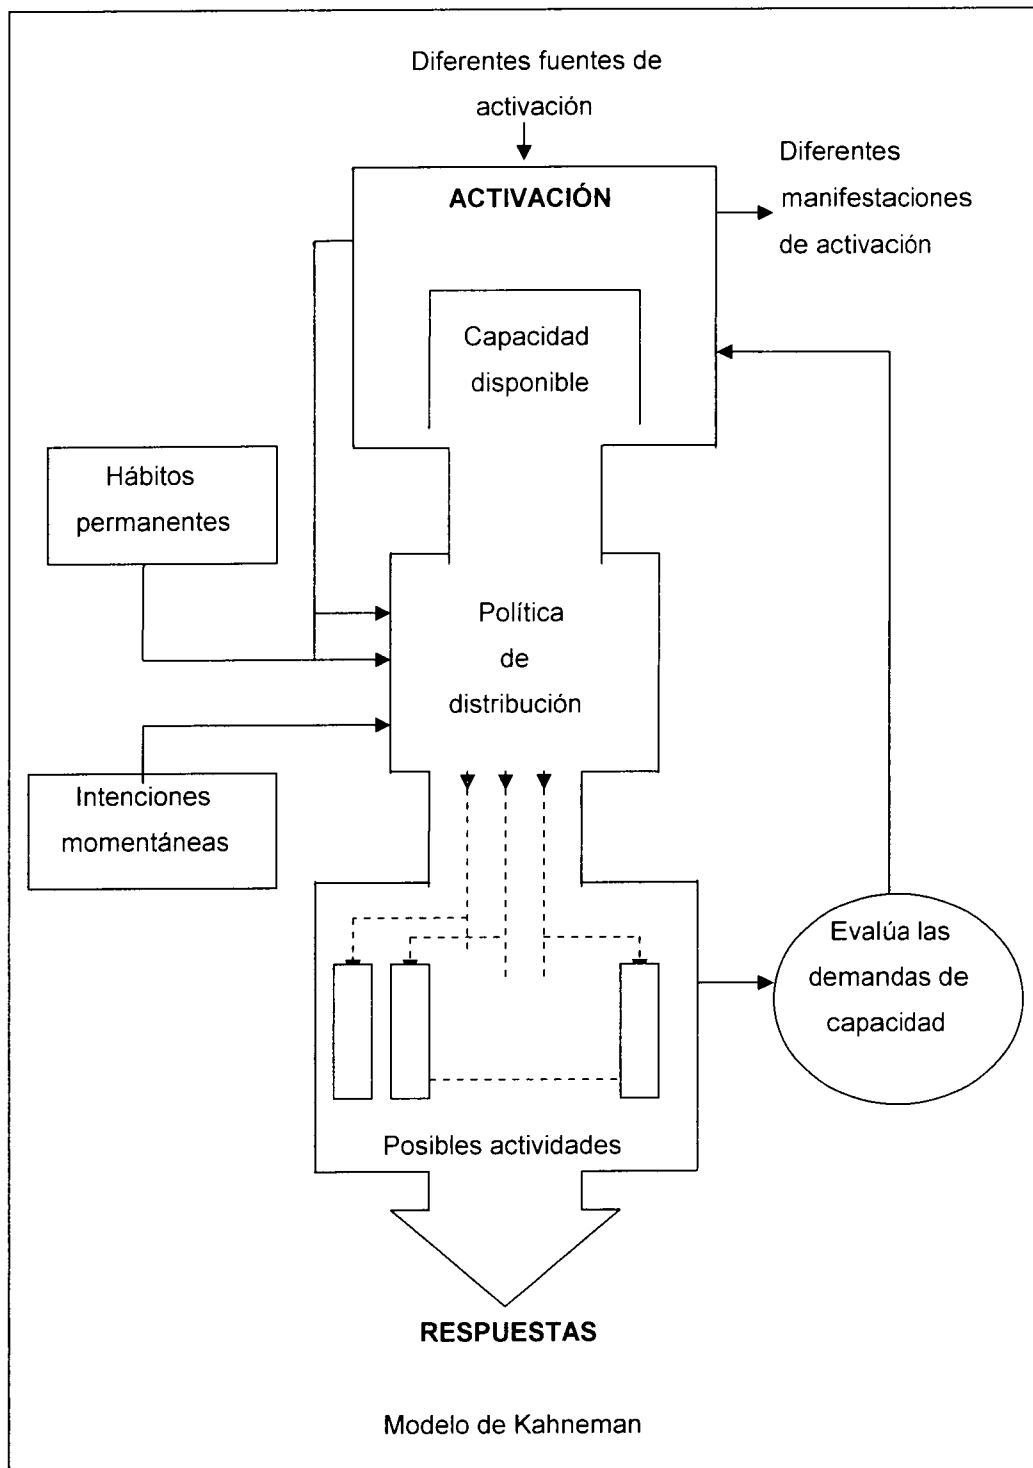 Diferentes fuentes de
activación
ACTIVACIÓN
Diferentes
manifestaciones
de activación
Capacidad
disponible
Hábitos
permanentes
Política
de
distribución
Intenciones
momentáneas
Evalúa las
demandas de
capacidad
Posibles actividades
RESPUESTAS
Modelo de Kahneman